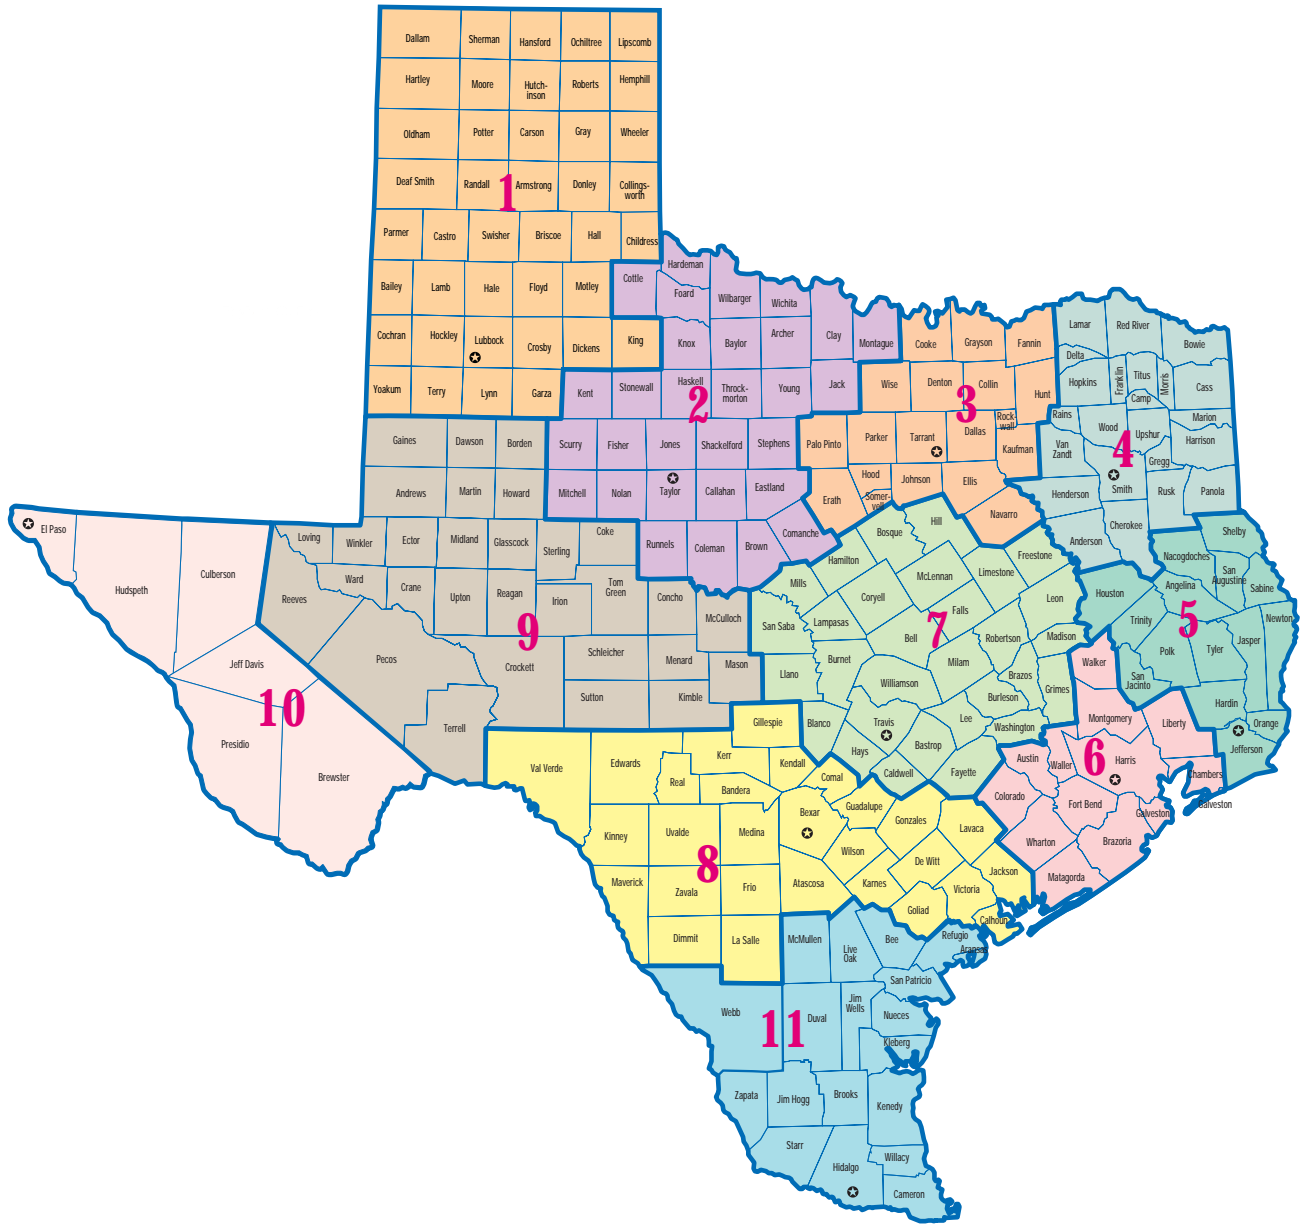 Dallam
Sherman
Hansford
Ochiltree
Lipscomb
Hartley
Moore
Hutch-
inson
Roberts
Hemphill
Oldham
Potter
Carson
Gray
Wheeler
Deaf Smith
Randall
1
Armstrong
Donley
Collings-
worth
Parmer
Castro
Swisher
Briscoe
Hall
Childress
Bailey
Lamb
Hale
Floyd
Motley
Cottle
Hardeman
Foard
Wilbarger
Wichita
Cochran
Hockley
Lubbock
Crosby
Dickens
King
Knox
Baylor
Archer
Clay
Montague
Cooke
Grayson
Fannin
Lamar
Red River
Bowie
Delta
Yoakum
Terry
Lynn
Garza
Kent
Stonewall
Haskell
2
Throck-
morton
Young
Jack
Wise
Denton
3
Collin
Hunt
Hopkins
Franklin
Titus
Morris
Camp
Cass
Gaines
Dawson
Borden
Scurry
Fisher
Jones
Shackelford
Stephens
Palo Pinto
Parker
Tarrant
Dallas
Rock-
wall
Kaufman
Rains
Van
Zandt
Wood
4
Upshur
Marion
Harrison
Gregg
Andrews
Martin
Howard
Mitchell
Nolan
Taylor
Callahan
Eastland
Erath
Hood
Somer-
vell
Johnson
Ellis
Navarro
Henderson
Smith
Rusk
Panola
Cherokee
Anderson
El Paso
Hudspeth
Culberson
Loving
Winkler
Ector
Midland
Glasscock
Sterling
Coke
Runnels
Coleman
Brown
Comanche
Hamilton
Bosque
Hill
Freestone
Limestone
McLennan
Shelby
Nacogdoches
San
Augustine
Sabine
Reeves
Ward
Crane
Upton
Reagan
Irion
Tom
Green
Concho
McCulloch
Mills
San Saba
Lampasas
Coryell
Falls
7
Bell
Robertson
Leon
Madison
Houston
Angelina
5
Trinity
Polk
Tyler
Jasper
Newton
Jeff Davis
10
Presidio
Brewster
Pecos
Terrell
Crockett
9
Schleicher
Sutton
Menard
Kimble
Mason
Llano
Burnet
Williamson
Milam
Brazos
Burleson
Grimes
Walker
San
Jacinto
Hardin
Orange
Jefferson
Gillespie
Blanco
Travis
Hays
Caldwell
Bastrop
Lee
Washington
Fayette
Montgomery
Liberty
Austin
Waller
6
Harris
Chambers
Galveston
Galveston
Val Verde
Edwards
Kerr
Real
Bandera
Kendall
Comal
Guadalupe
Gonzales
Lavaca
Colorado
Fort Bend
Wharton
Brazoria
Matagorda
Kinney
Uvalde
Medina
Bexar
Wilson
De Witt
Jackson
Maverick
Zavala
8
Frio
Atascosa
Karnes
Goliad
Victoria
Calhoun
Dimmit
La Salle
McMullen
Live
Oak
Bee
Refugio
Aransas
San Patricio
Webb
11
Duval
Jim
Wells
Nueces
Kleberg
Zapata
Jim Hogg
Brooks
Kenedy
Starr
Hidalgo
Willacy
Cameron